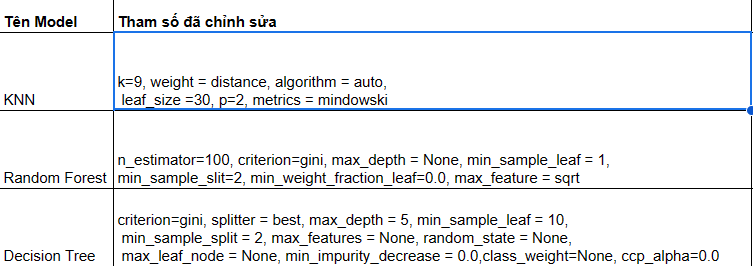 Tên Model Tham số đã chỉnh sửa
k=9, weight = distance, algorithm = auto,
KNN leaf_size =30, p=2, metrics = mindowski
n_estimator=100, criterion=gini, max_depth = None, min_sample_leaf = 1,
Random Forest min_sample_slit=2, min_weight_fraction_leaf=0.0, max_feature = sqrt
criterion=gini, splitter = best, max_depth = 5, min_sample_leaf = 10,
min_sample_split = 2, max_features = None, random_state = None,
Decision Tree max_leaf_node = None, min_impurity_decrease = 0.0,class_weight=None, ccp_alpha=0.0